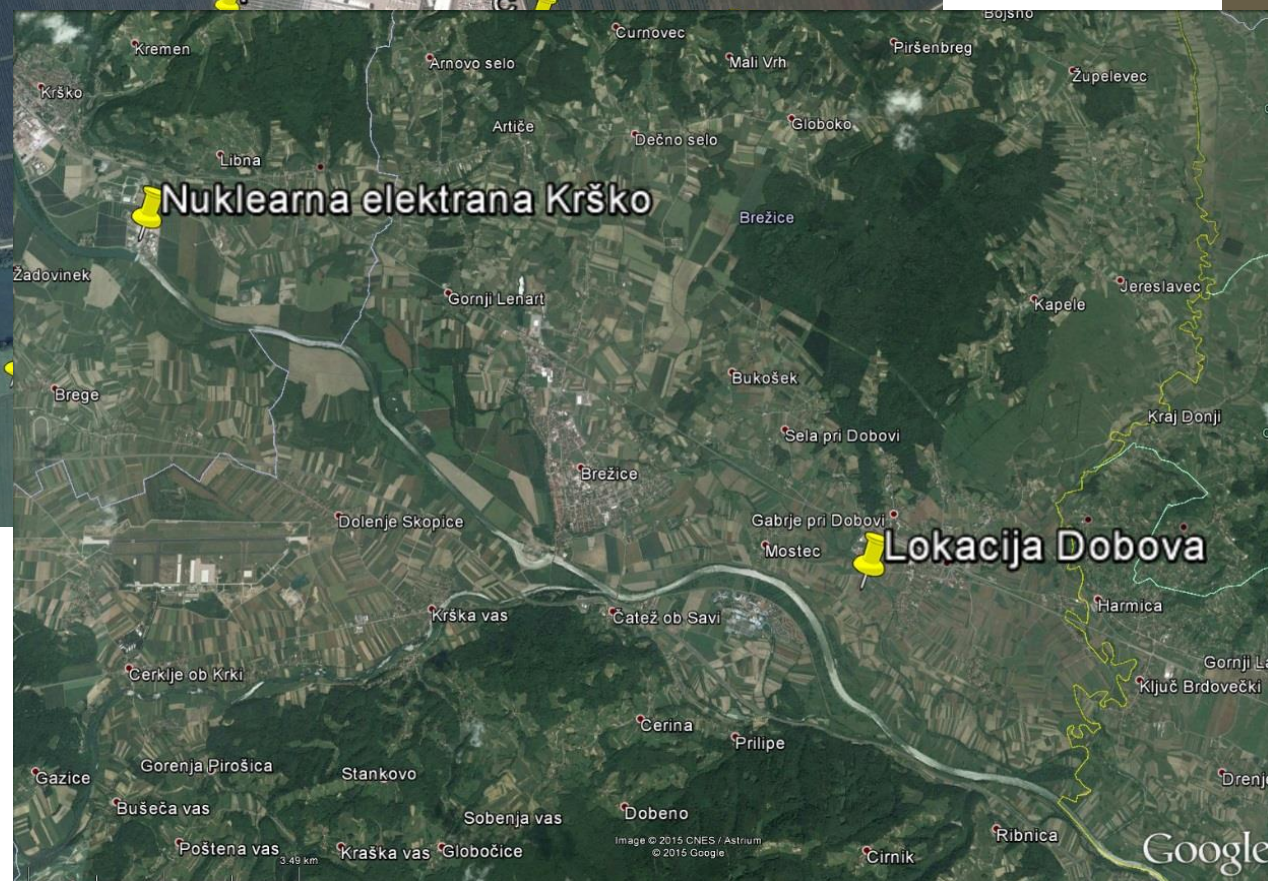 Bojsno
Curnovec
Kremen
Piršenbreg
Arnovo selo
Mali Vrh
Župelevec
Krško
Globoko
Artiče
Dečno selo
Libna
Nuklearna elektrana Krško
Brežice
Žadovinek
Jereslavec
Gornji Lenart
Kapele
Bukošek
Brege
Kraj Donji
Sela pri Dobovi
Brežice
Dolenje Skopice
Gabrje pri Dobovi
Lokacija Dobova
Mostec
Harmica
Krška vas
Čatež ob Savi
Gornji
Cerklje ob Krki
Ključ Brdovečki
Cerina
Prilipe
Gorenja Pirošica
Stankovo
Gazice
Bušeča vas
Dobeno
Sobenja vas
Ribnica
Image © 2015 CNES / Astrium
© 2015 Google
Poštena vas
3.49 km
Kraška vas
Globočice
Cirnik
Google